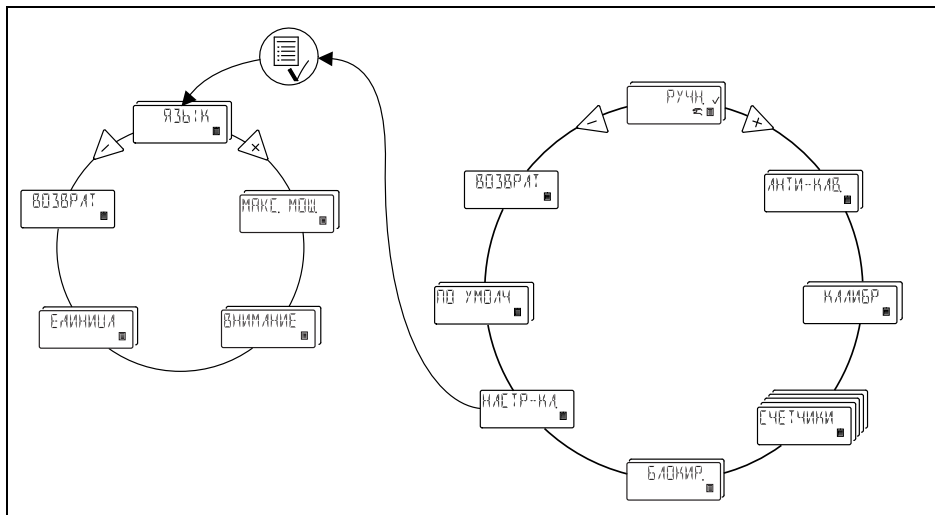 ЯЗЫК
МАКС. МОЩ.
ВНИМАНИЕ
ЕДИНИЦА
ВОЗВРАТ
РУЧН.
АНТИ-КАВ.
КАЛИБР
СЧЕТЧИКИ
БЛОКИР.
НАСТР-КА
ПО УМОЛЧ
ВОЗВРАТ